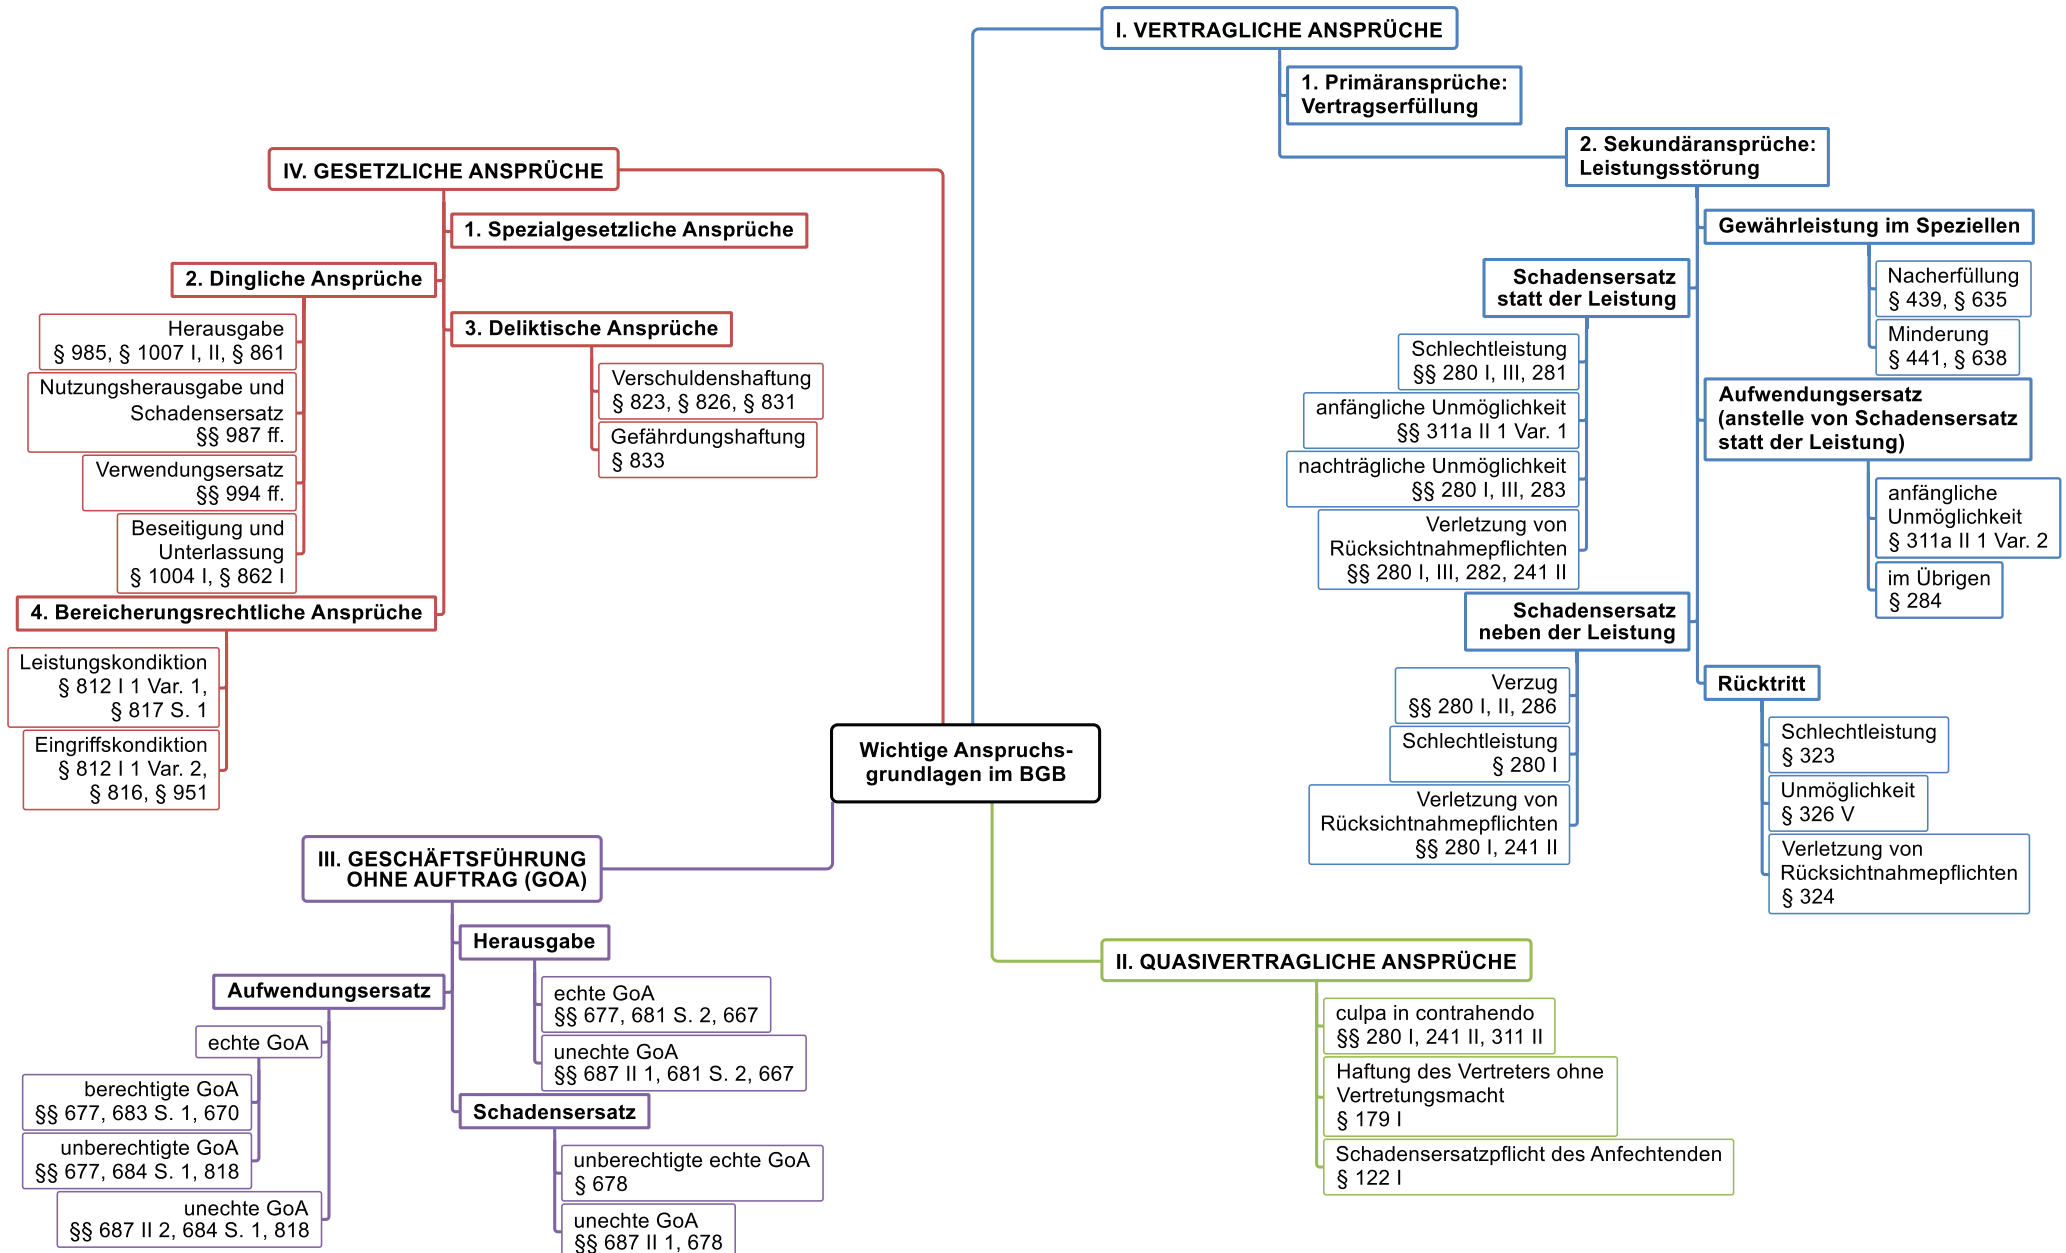 Wichtige Anspruchs-
grundlagen im BGB
I. VERTRAGLICHE ANSPRÜCHE
1. Primäransprüche:
Vertragserfüllung
2. Sekundäransprüche:
Leistungsstörung
Gewährleistung im Speziellen
Nacherfüllung
§ 439, § 635
Minderung
§ 441, § 638
Schadensersatz
statt der Leistung
Schlechtleistung
§§ 280 I, III, 281
anfängliche Unmöglichkeit
§§ 311a II 1 Var. 1
nachträgliche Unmöglichkeit
§§ 280 I, III, 283
Verletzung von
Rücksichtnahmepflichten
§§ 280 I, III, 282, 241 II
Aufwendungsersatz
(anstelle von Schadensersatz
statt der Leistung)
anfängliche
Unmöglichkeit
§ 311a II 1 Var. 2
im Übrigen
§ 284
Schadensersatz
neben der Leistung
Verzug
§§ 280 I, II, 286
Schlechtleistung
§ 280 I
Verletzung von
Rücksichtnahmepflichten
§§ 280 I, 241 II
Rücktritt
Schlechtleistung
§ 323
Unmöglichkeit
§ 326 V
Verletzung von
Rücksichtnahmepflichten
§ 324
II. QUASIVERTRAGLICHE ANSPRÜCHE
culpa in contrahendo
§§ 280 I, 241 II, 311 II
Haftung des Vertreters ohne
Vertretungsmacht
§ 179 I
Schadensersatzpflicht des Anfechtenden
§ 122 I
III. GESCHÄFTSFÜHRUNG
OHNE AUFTRAG (GOA)
Herausgabe
echte GoA
§§ 677, 681 S. 2, 667
unechte GoA
§§ 687 II 1, 681 S. 2, 667
Aufwendungsersatz
echte GoA
berechtigte GoA
§§ 677, 683 S. 1, 670
unberechtigte GoA
§§ 677, 684 S. 1, 818
unechte GoA
§§ 687 II 2, 684 S. 1, 818
Schadensersatz
unberechtigte echte GoA
§ 678
unechte GoA
§§ 687 II 1, 678
IV. GESETZLICHE ANSPRÜCHE
1. Spezialgesetzliche Ansprüche
2. Dingliche Ansprüche
Herausgabe
§ 985, § 1007 I, II, § 861
Nutzungsherausgabe und
Schadensersatz
§§ 987 ff.
Verwendungsersatz
§§ 994 ff.
Beseitigung und
Unterlassung
§ 1004 I, § 862 I
3. Deliktische Ansprüche
Verschuldenshaftung
§ 823, § 826, § 831
Gefährdungshaftung
§ 833
4. Bereicherungsrechtliche Ansprüche
Leistungskondiktion
§ 812 I 1 Var. 1,
§ 817 S. 1
Eingriffskondiktion
§ 812 I 1 Var. 2,
§ 816, § 951